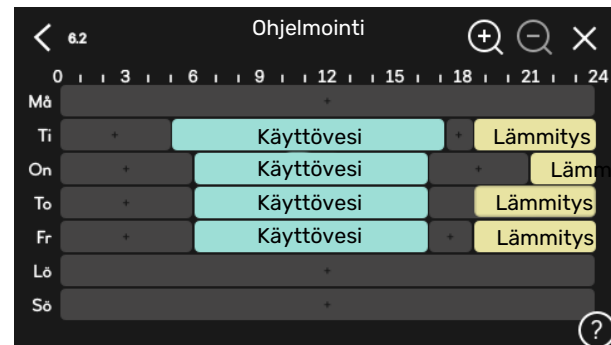 6.2 Ohjelmointi
0 3 6 9 12 15 18 21 24
Må
Ti Käyttövesi Lämmitys
On Käyttövesi Lämm
To Käyttövesi Lämmitys
Fr Käyttövesi Lämmitys
Lö
Sö
?